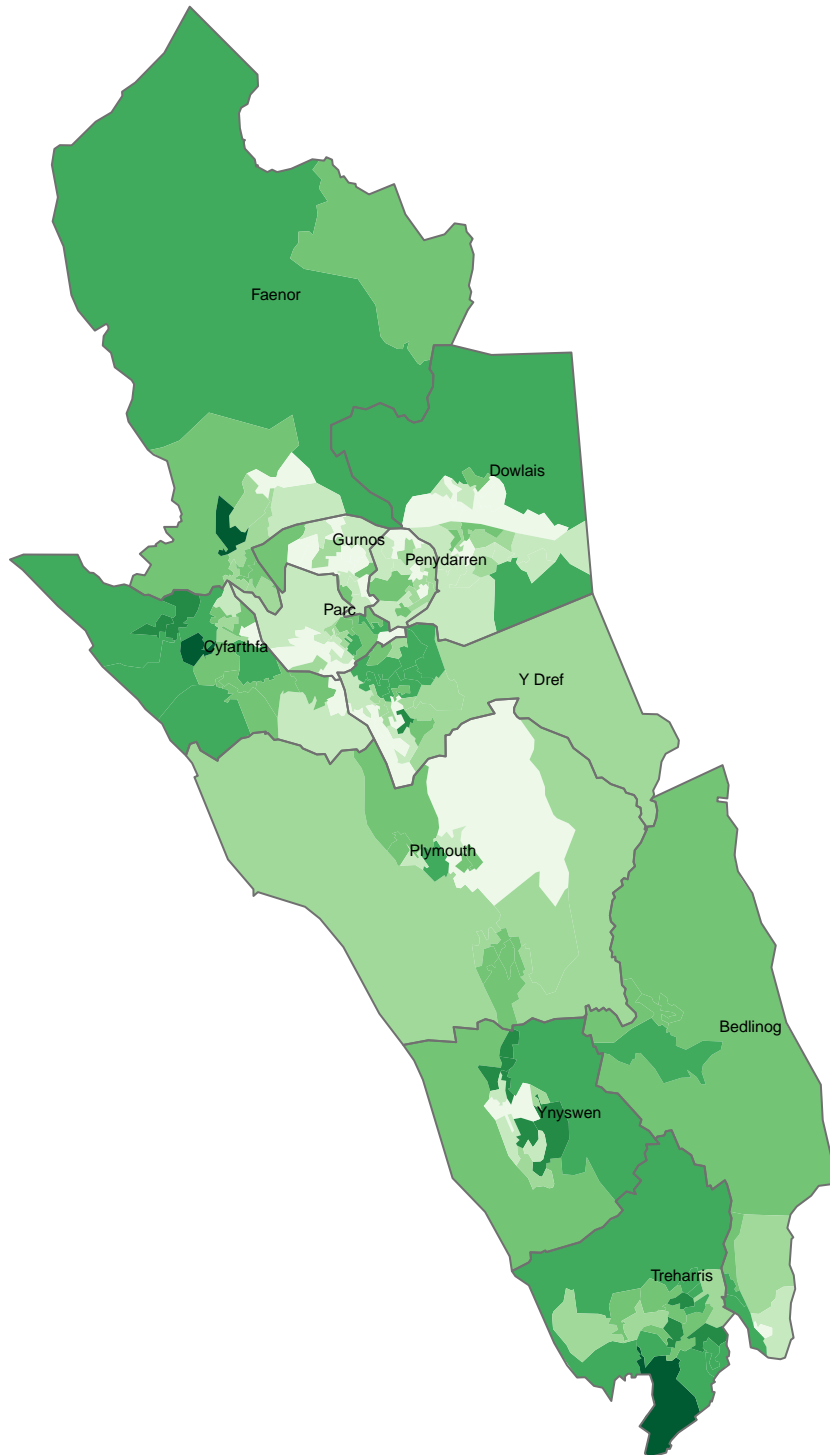 Faenor
Dowlais
Gurnos
Penydarren
Parc
Cyfarthfa
Y Dref
Plymouth
Bedlinog
Ynyswen
Treharris